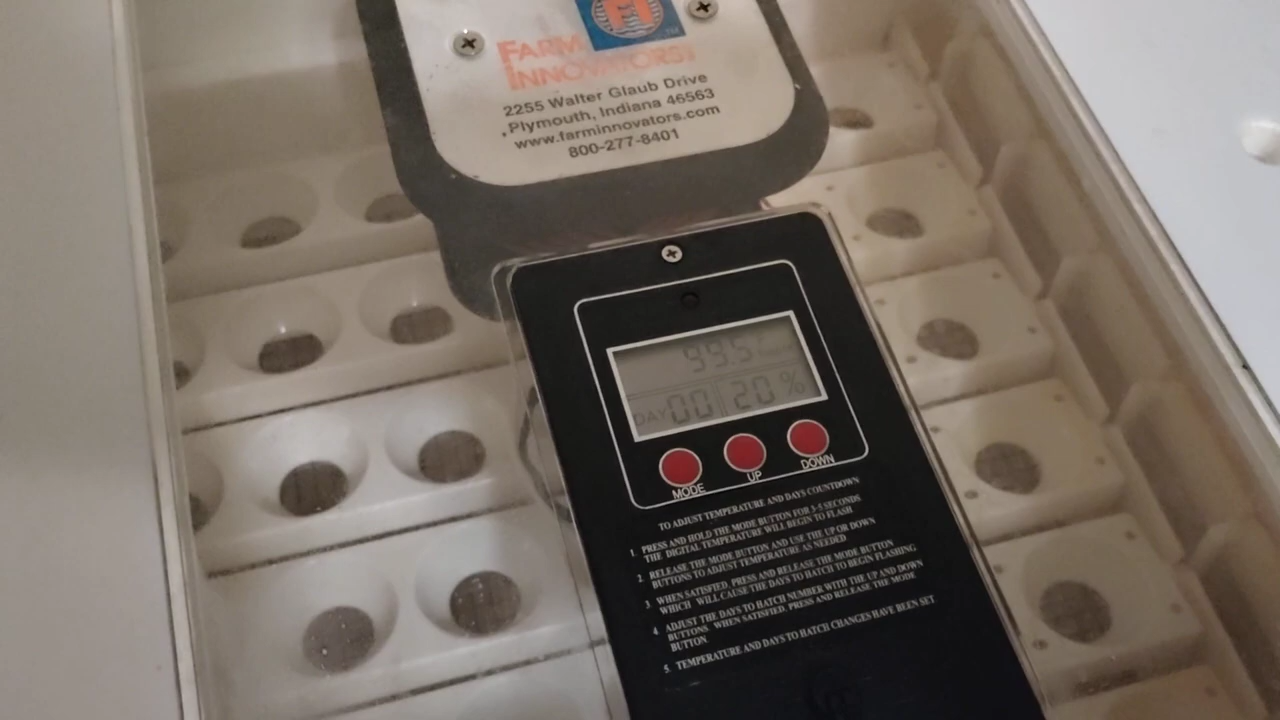 FI
FARM
INNOVATORS
2255 Walter Glaub Drive
Plymouth, Indiana 46563
www.farminnovators.com
800-277-8401
99.5
DAY 00 20 %
MODE UP DOWN
TO ADJUST TEMPERATURE AND DAYS COUNTDOWN
1. PRESS AND HOLD THE MODE BUTTON FOR 3-5 SECONDS
THE DIGITAL TEMPERATURE WILL BEGIN TO FLASH
2. RELEASE THE MODE BUTTON AND USE THE UP OR DOWN
BUTTONS TO ADJUST TEMPERATURE AS NEEDED
3. WHEN SATISFIED, PRESS AND RELEASE THE MODE BUTTON
WHICH WILL CAUSE THE DAYS TO HATCH TO BEGIN FLASHING
4. ADJUST THE DAYS TO HATCH NUMBER WITH THE UP AND DOWN
BUTTONS. WHEN SATISFIED, PRESS AND RELEASE THE MODE
BUTTON.
5. TEMPERATURE AND DAYS TO HATCH CHANGES HAVE BEEN SET